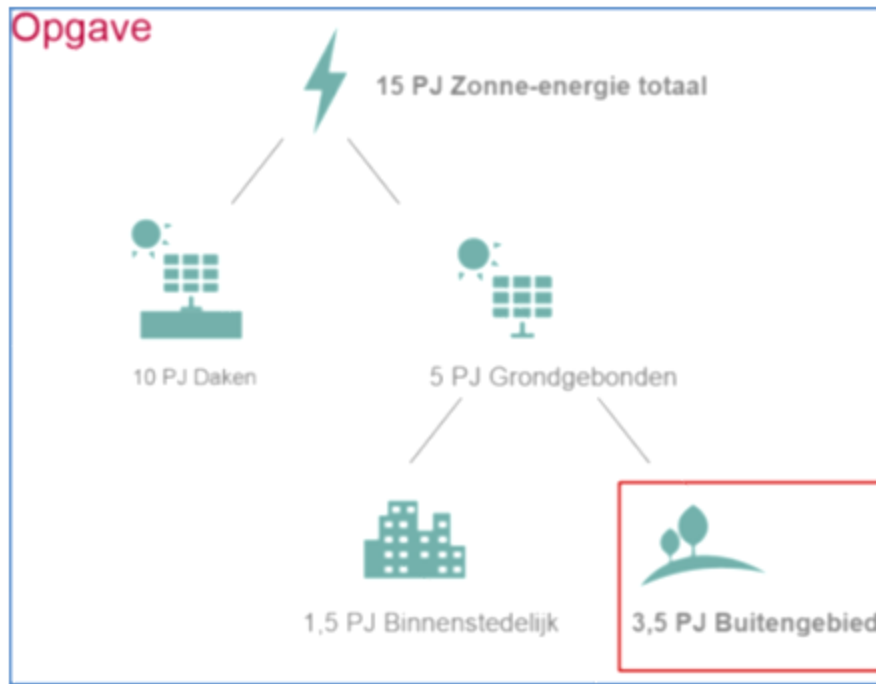 Opgave
15 PJ Zonne-energie totaal
10 PJ Daken
5 PJ Grondgebonden
1,5 PJ Binnenstedelijk
3,5 PJ Buitengebied